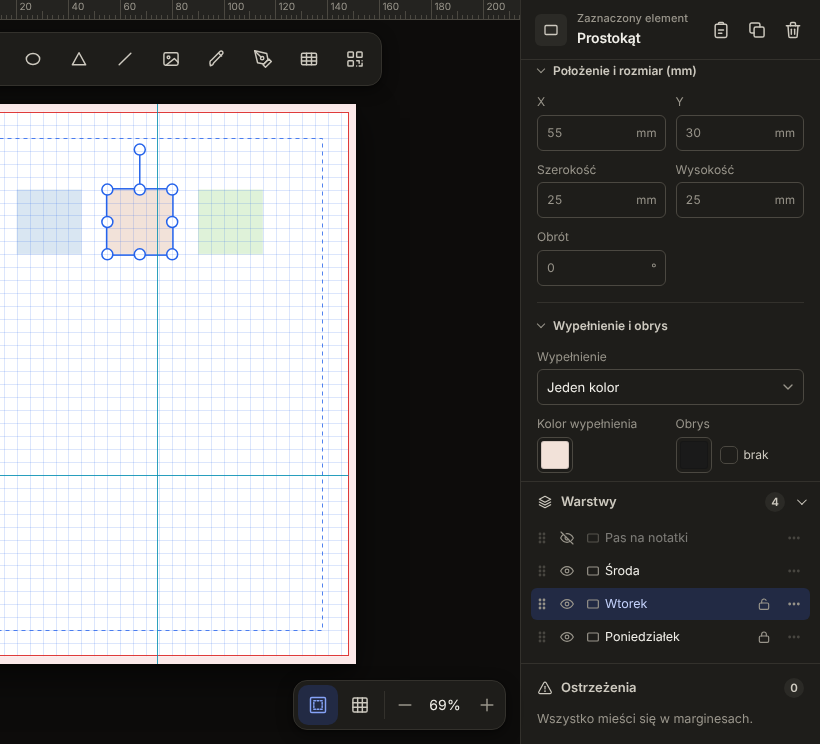 20 40 60 80 100 120 140 160 180 200
Zaznaczony element
Prostokąt
Położenie i rozmiar (mm)
X Y
55 mm 30 mm
Szerokość Wysokość
25 mm 25 mm
Obrót
0 °
Wypełnienie i obrys
Wypełnienie
Jeden kolor
Kolor wypełnienia Obrys
brak
Warstwy 4
Pas na notatki
Środa
Wtorek
Poniedziałek
69%
Ostrzeżenia 0
Wszystko mieści się w marginesach.